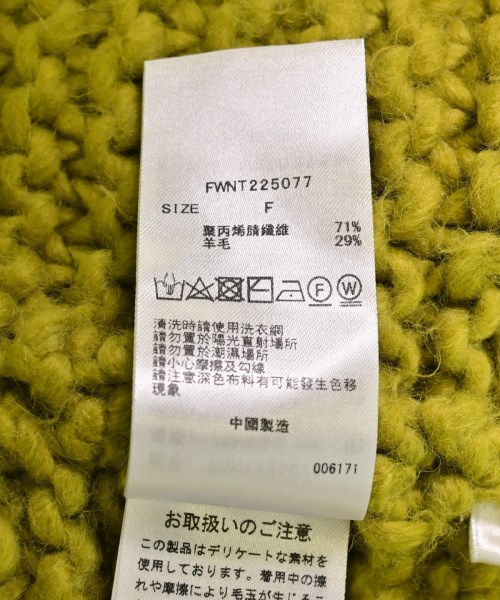 FWNT225077
SIZE F
聚丙烯腈纖維 71%
羊毛 29%
F W
清洗時請使用洗衣網
請勿置於陽光直射場所
請勿置於潮濕場所
請小心摩擦及勾線
請注意深色布料有可能發生色移
現象
中國製造
006171
お取扱いのご注意
この製品はデリケートな素材を
使用しております。着用中の擦
れや摩擦により毛玉が生じるこ